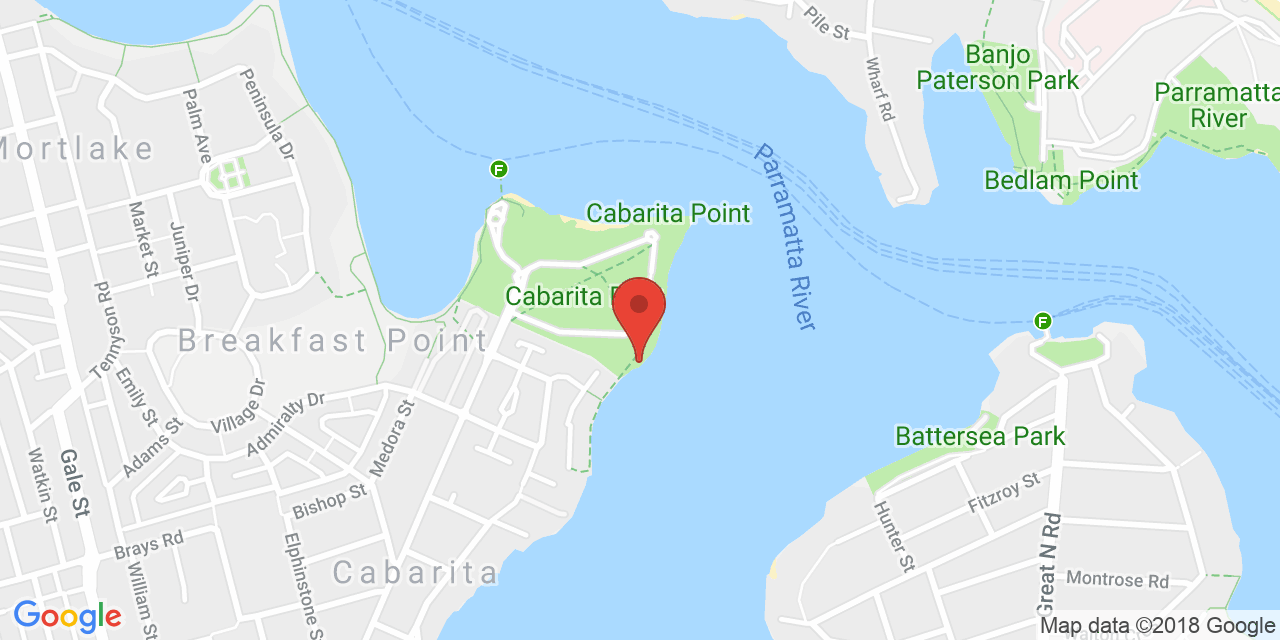 Pile St
Wharf Rd
Banjo
Paterson Park
Parramatta
River
Bedlam Point
Peninsula Dr
Palm Ave
Mortlake
F
Parramatta River
Cabarita Point
Market St
Juniper Dr
Cabarita
Tennyson Rd
Breakfast Point
F
Emily St
Village Dr
Admiralty Dr
Adams St
Medora St
Battersea Park
Watkin St
Gale St
Bishop St
Fitzroy St
Hunter St
Great N Rd
Brays Rd
William St
Elphinstone S
Cabarita
Montrose Rd
Google
Map data ©2018 Google